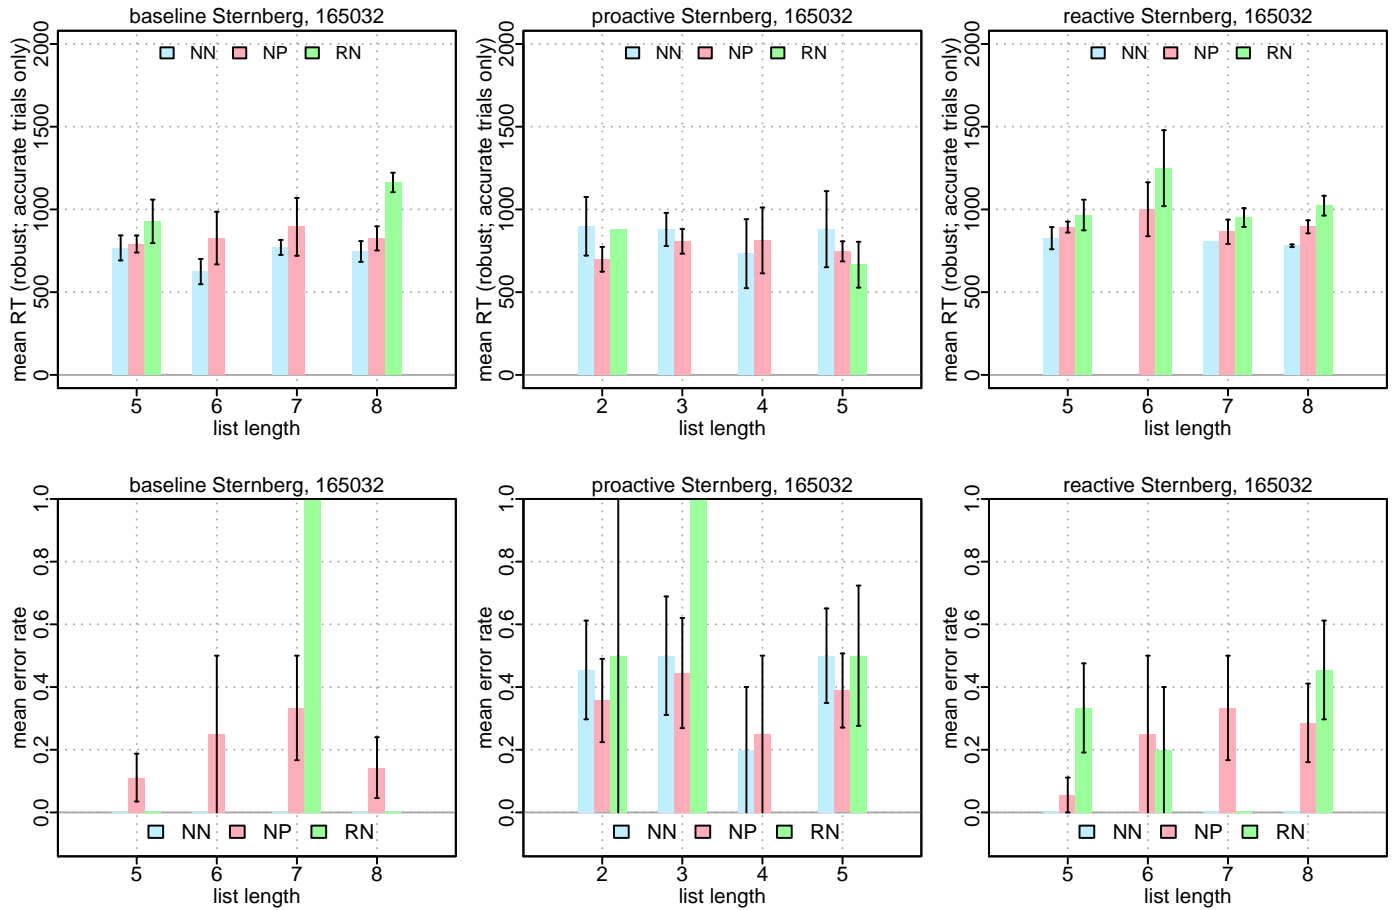 baseline Sternberg, 165032
mean RT (robust; accurate trials only)
0 500 1000 1500 2000
NN NP RN
5 6 7 8
list length
proactive Sternberg, 165032
mean RT (robust; accurate trials only)
0 500 1000 1500 2000
NN NP RN
2 3 4 5
list length
reactive Sternberg, 165032
mean RT (robust; accurate trials only)
0 500 1000 1500 2000
NN NP RN
5 6 7 8
list length
baseline Sternberg, 165032
mean error rate
0.0 0.2 0.4 0.6 0.8 1.0
NN NP RN
5 6 7 8
list length
proactive Sternberg, 165032
mean error rate
0.0 0.2 0.4 0.6 0.8 1.0
NN NP RN
2 3 4 5
list length
reactive Sternberg, 165032
mean error rate
0.0 0.2 0.4 0.6 0.8 1.0
NN NP RN
5 6 7 8
list length